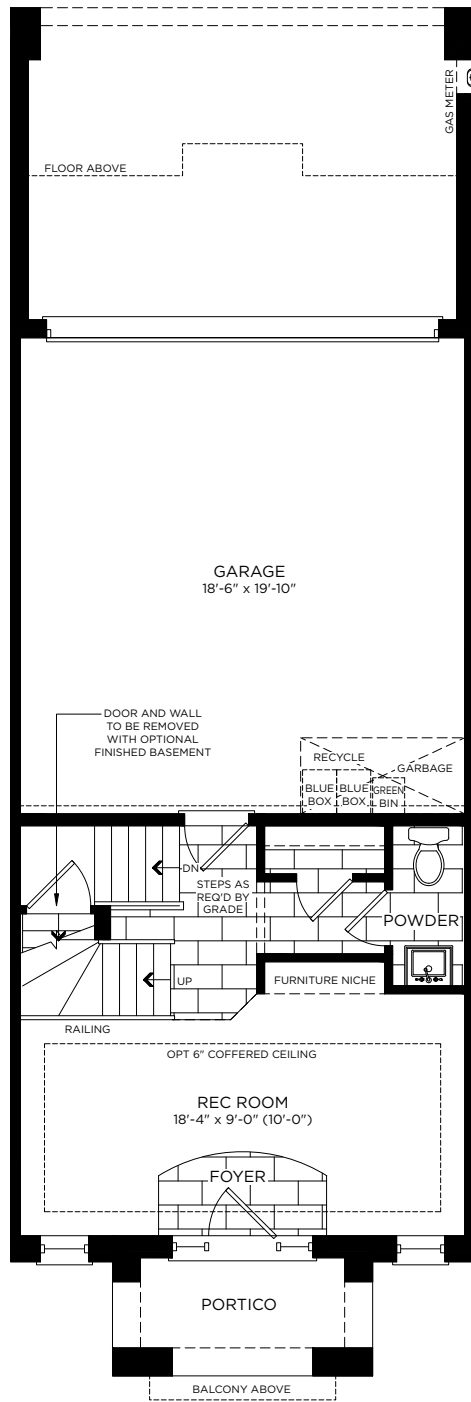 GAS METER
FLOOR ABOVE
GARAGE
18'-6" x 19'-10"
DOOR AND WALL
TO BE REMOVED
WITH OPTIONAL
FINISHED BASEMENT
RECYCLE
GARBAGE
BLUE
BOX
BLUE
BOX
GREEN
BIN
DN
STEPS AS
REQ'D BY
GRADE
POWDER
UP
FURNITURE NICHE
RAILING
OPT 6" COFFERED CEILING
REC ROOM
18'-4" x 9'-0" (10'-0")
FOYER
PORTICO
BALCONY ABOVE